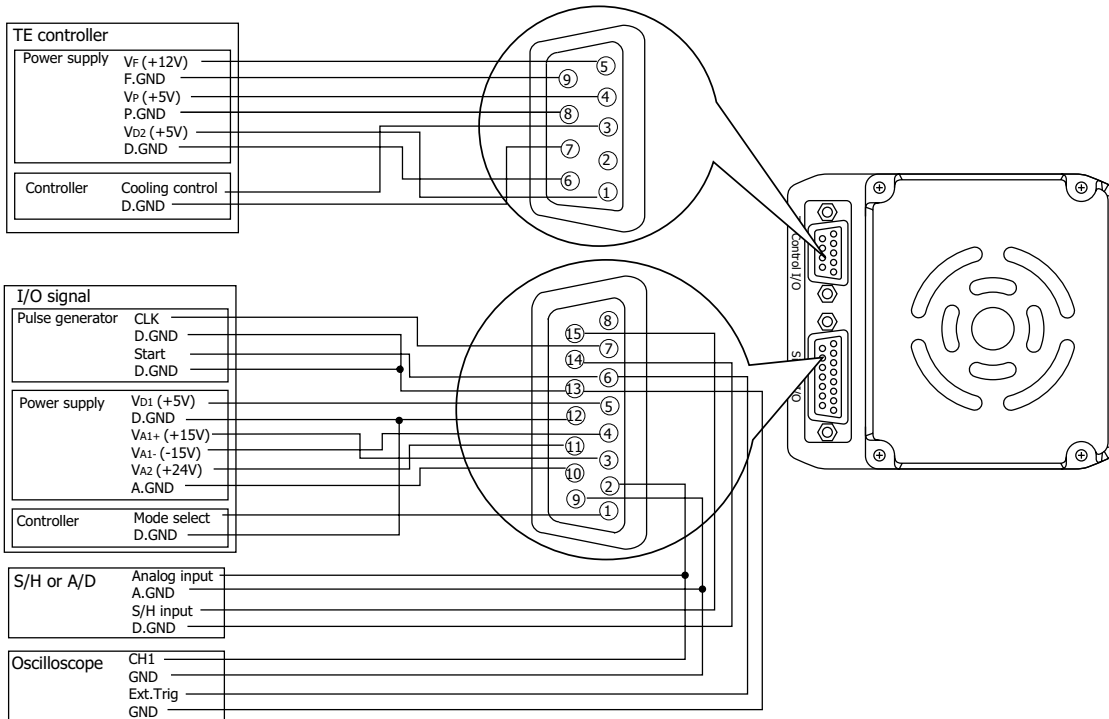 TE controller
Power supply
VF (+12V)
F.GND
VP (+5V)
P.GND
VD2 (+5V)
D.GND
Controller
Cooling control
D.GND
5
9
4
8
3
7
2
6
1
Control I/O
I/O signal
Pulse generator
CLK
D.GND
Start
D.GND
Power supply
VD1 (+5V)
D.GND
VA1+ (+15V)
VA1- (-15V)
VA2 (+24V)
A.GND
Controller
Mode select
D.GND
8
15
7
14
6
13
5
12
4
11
3
10
2
9
1
S
I/O
S/H or A/D
Analog input
A.GND
S/H input
D.GND
Oscilloscope
CH1
GND
Ext.Trig
GND